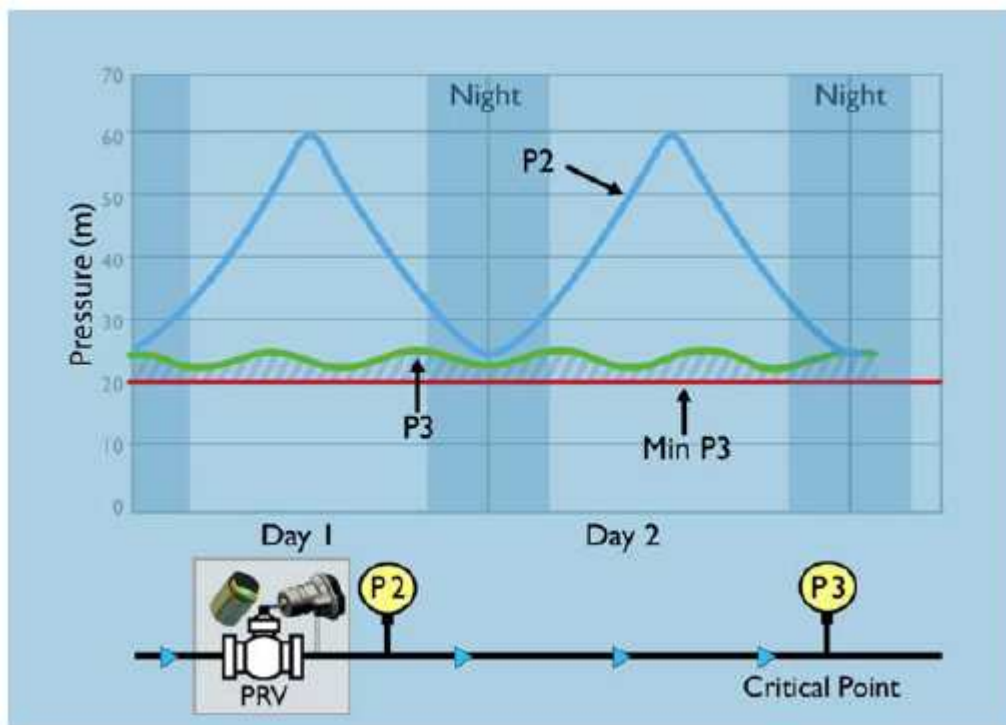 70
Night
Night
60
P2
50
Pressure (m)
40
30
20
P3
Min P3
10
0
Day 1
Day 2
P2
P3
PRV
Critical Point